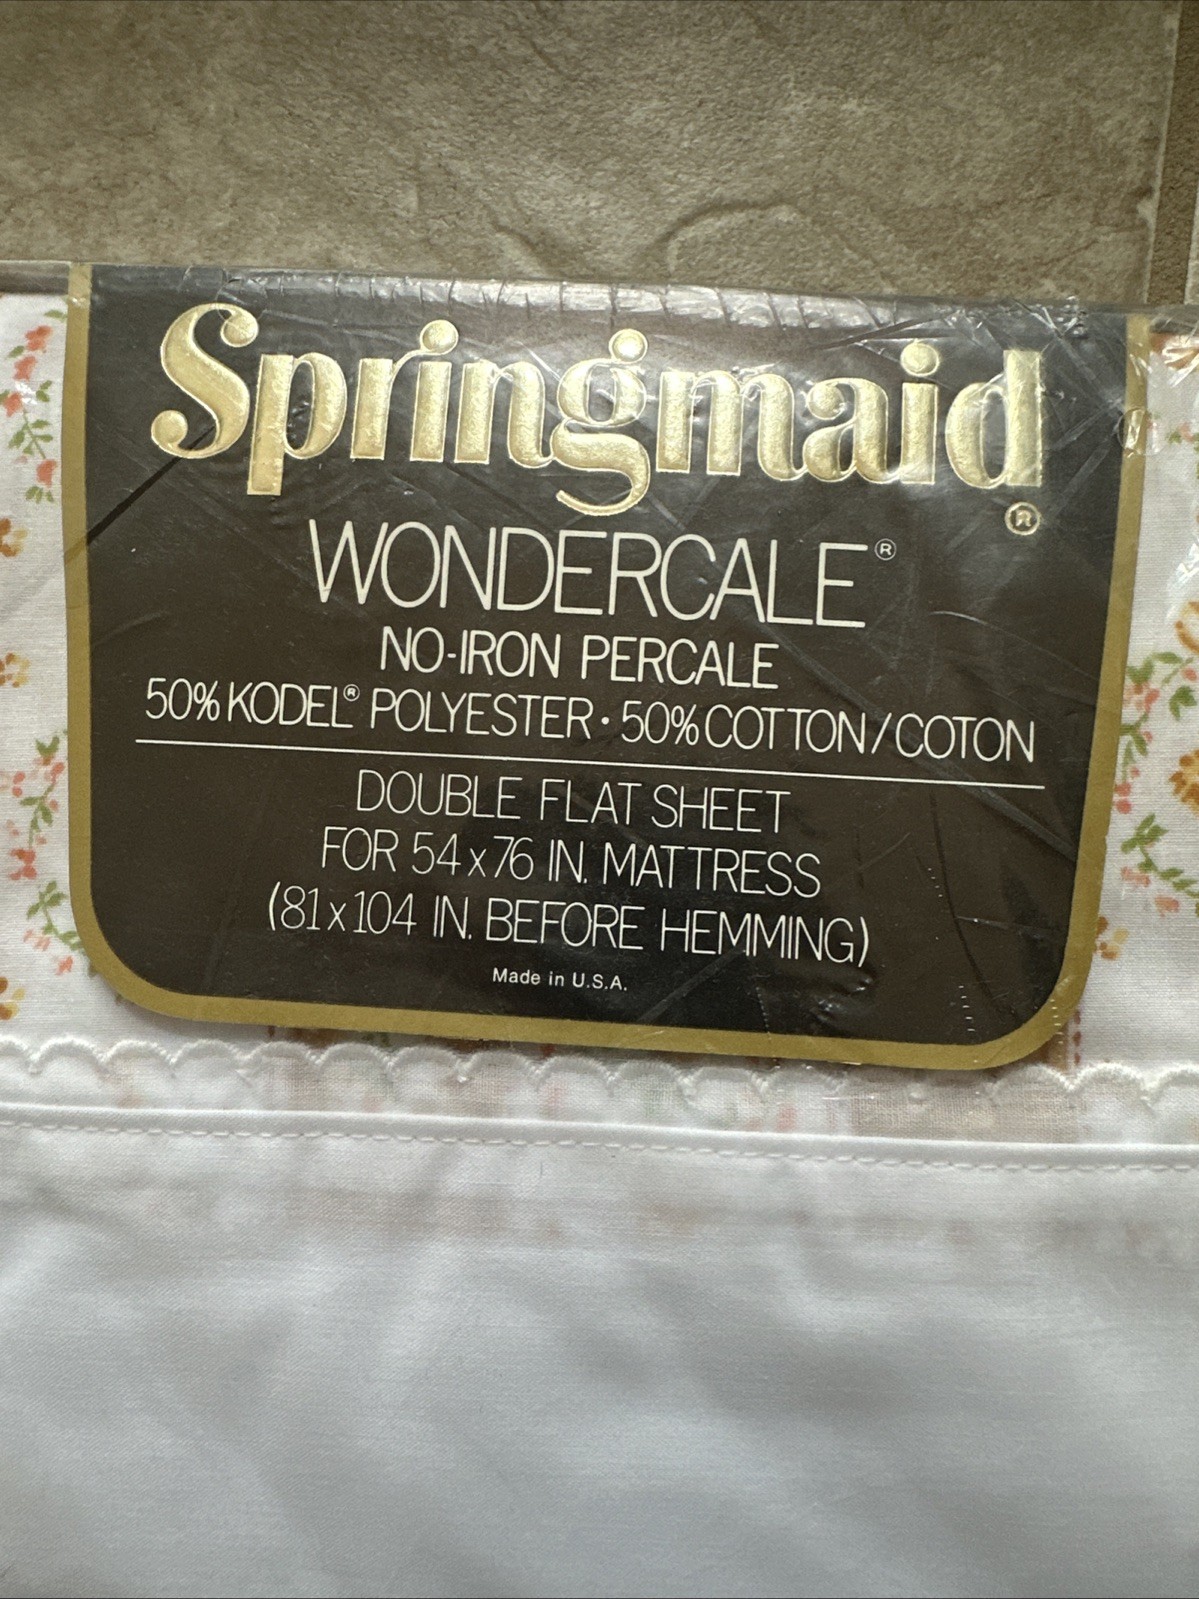 Springmaid®
WONDERCALE®
NO-IRON PERCALE
50% KODEL® POLYESTER • 50% COTTON/COTON
DOUBLE FLAT SHEET
FOR 54x76 IN. MATTRESS
(81x104 IN. BEFORE HEMMING)
Made in U.S.A.